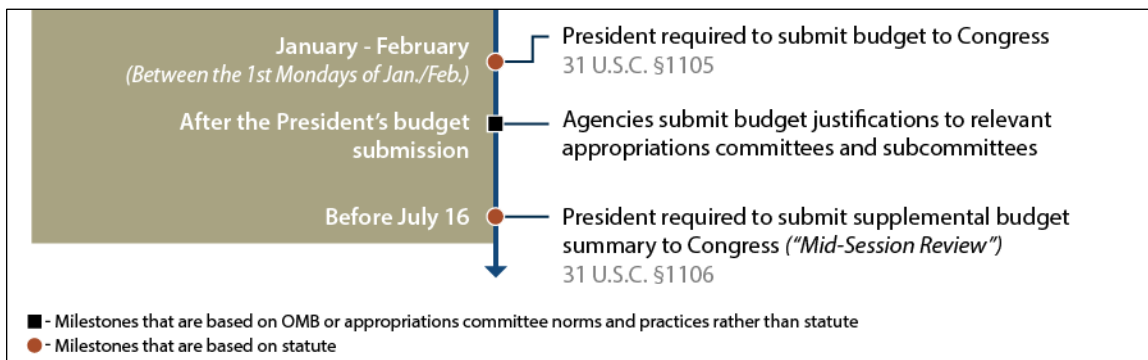 January - February
(Between the 1st Mondays of Jan./Feb.)
President required to submit budget to Congress
31 U.S.C. §1105
After the President's budget
submission
Agencies submit budget justifications to relevant
appropriations committees and subcommittees
Before July 16
President required to submit supplemental budget
summary to Congress (“Mid-Session Review”)
31 U.S.C. §1106
- Milestones that are based on OMB or appropriations committee norms and practices rather than statute
- Milestones that are based on statute